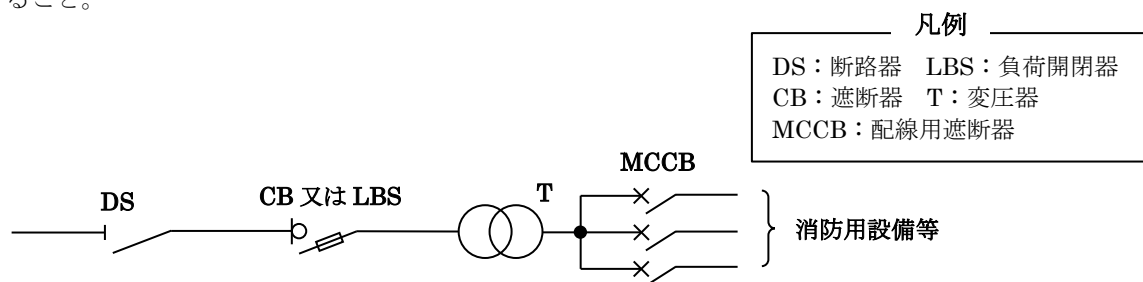 ること。
凡例
DS：断路器　LBS：負荷開閉器
CB：遮断器　T：変圧器
MCCB：配線用遮断器
MCCB
DS
CB 又は LBS
T
消防用設備等